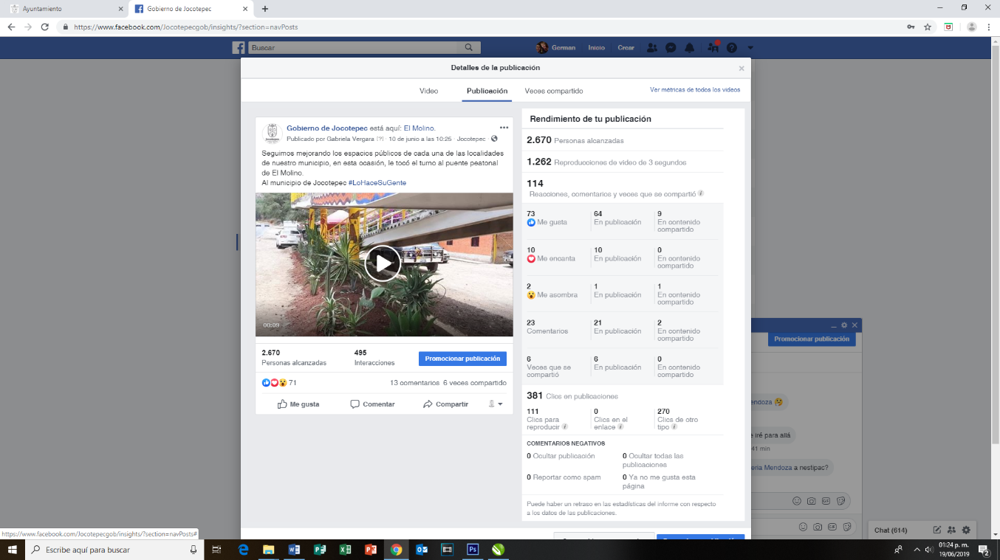 Ayuntamiento
Gobierno de Jocotepec
https://www.facebook.com/Jocotepecgob/insights/?section=navPosts
Buscar
German Inicio Crear
Detalles de la publicación
Video Publicación Veces compartido Ver métricas de todos los videos
Gobierno de Jocotepec está aquí: El Molino.
Publicado por Gabriela Vergara [?] · 10 de junio a las 10:25 · Jocotepec ·
Seguimos mejorando los espacios públicos de cada una de las localidades
de nuestro municipio, en esta ocasión, le tocó el turno al puente peatonal
de El Molino.
Al municipio de Jocotepec #LoHaceSuGente
00:09
2.670 495
Personas alcanzadas Interacciones
Promocionar publicación
71 13 comentarios 6 veces compartido
Me gusta Comentar Compartir
Rendimiento de tu publicación
2.670 Personas alcanzadas
1.262 Reproducciones de video de 3 segundos
114
Reacciones, comentarios y veces que se compartió
73 64 9
Me gusta En publicación En contenido
compartido
10 10 0
Me encanta En publicación En contenido
compartido
2 1 1
Me asombra En publicación En contenido
compartido
23 21 2
Comentarios En publicación En contenido
compartido
6 6 0
Veces que se En publicación En contenido
compartió compartido
381 Clics en publicaciones
111 0 270
Clics para Clics en el Clics de otro
reproducir enlace tipo
COMENTARIOS NEGATIVOS
0 Ocultar publicación 0 Ocultar todas las
publicaciones
0 Reportar como spam 0 Ya no me gusta esta
página
Puede haber un retraso en las estadísticas del informe con respecto
a los datos de las publicaciones.
Promocionar publicación
endoza
e iré para allá
41 min
eria Mendoza a nestipac?
GIF
GIF
Chat (614)
https://www.facebook.com/Jocotepecgob/insights/?section=navPosts#
Escribe aquí para buscar
01:24 p. m.
19/06/2019
2